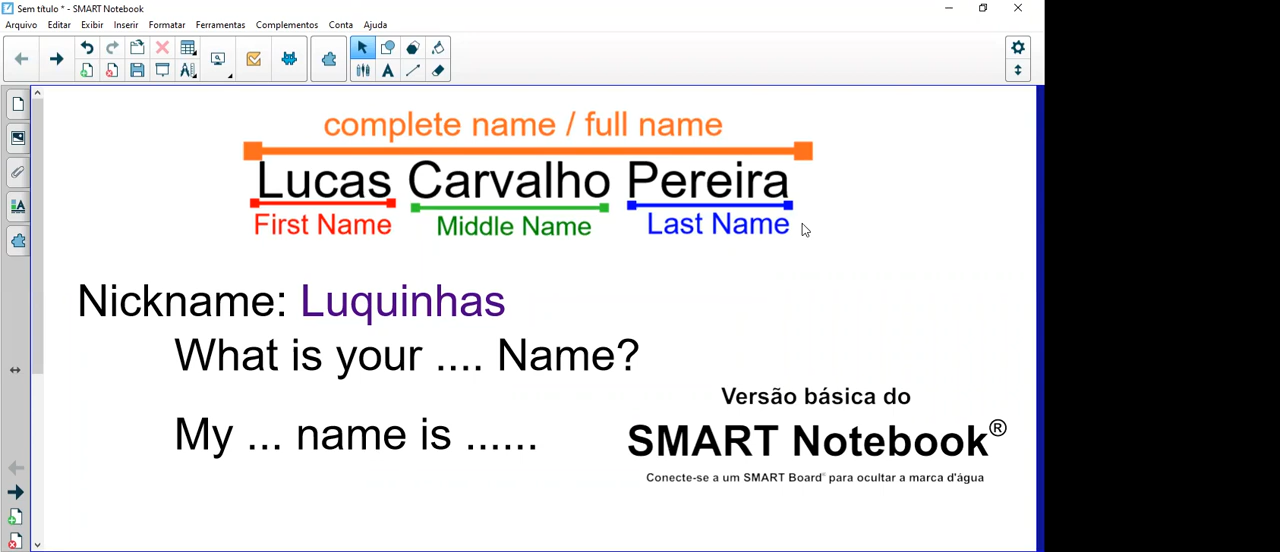 Sem título * - SMART Notebook
Arquivo Editar Exibir Inserir Formatar Ferramentas Complementos Conta Ajuda
complete name / full name
Lucas Carvalho Pereira
First Name Middle Name Last Name
Nickname: Luquinhas
What is your .... Name?
My ... name is ......
Versão básica do
SMART Notebook®
Conecte-se a um SMART Board® para ocultar a marca d'água